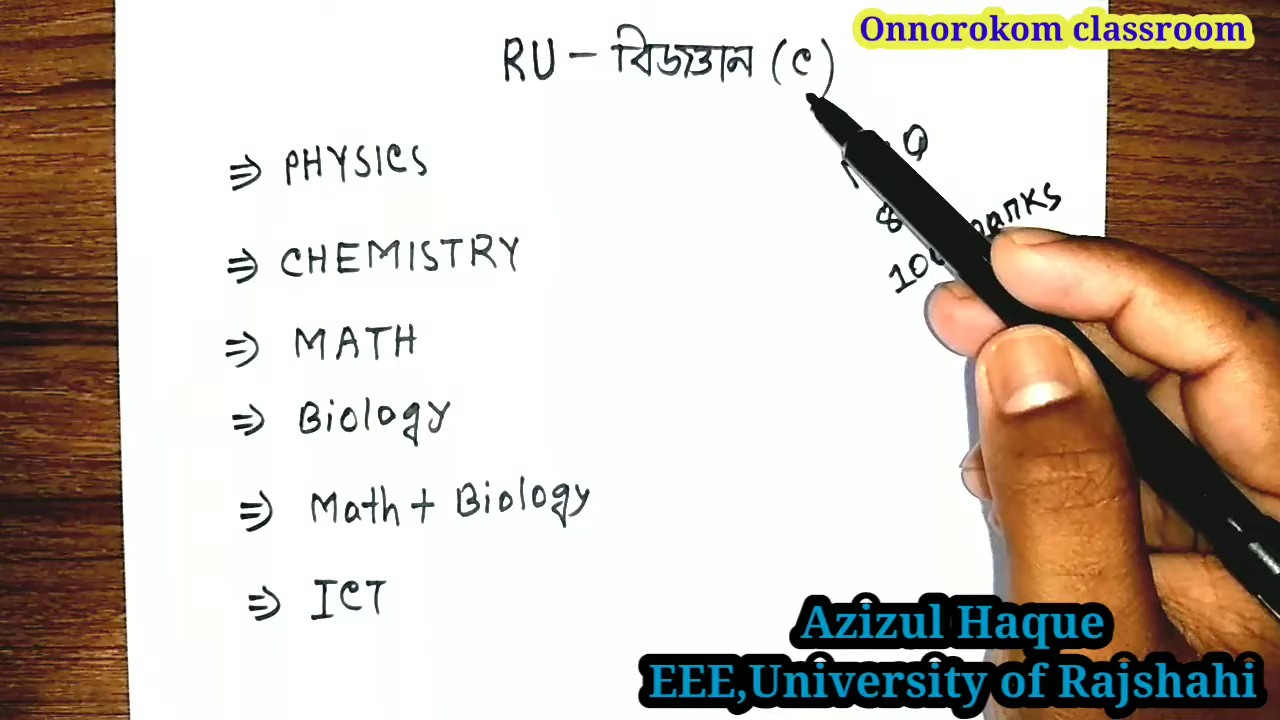 Onnorokom classroom
RU - বিজ্ঞান (C)
⇒ PHYSICS
⇒ CHEMISTRY
⇒ MATH
⇒ Biology
⇒ Math + Biology
⇒ ICT
Azizul Haque
EEE,University of Rajshahi